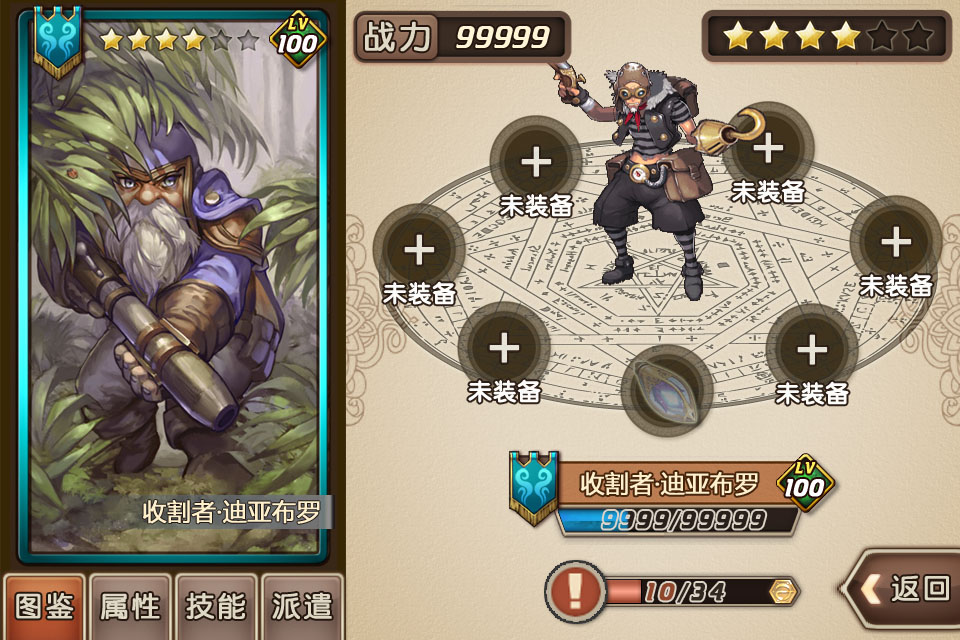 LV
100
收割者·迪亚布罗
图鉴
属性
技能
派遣
战力 99999
未装备
未装备
未装备
未装备
未装备
未装备
收割者·迪亚布罗
LV
100
9999/99999
!
10/34
返回